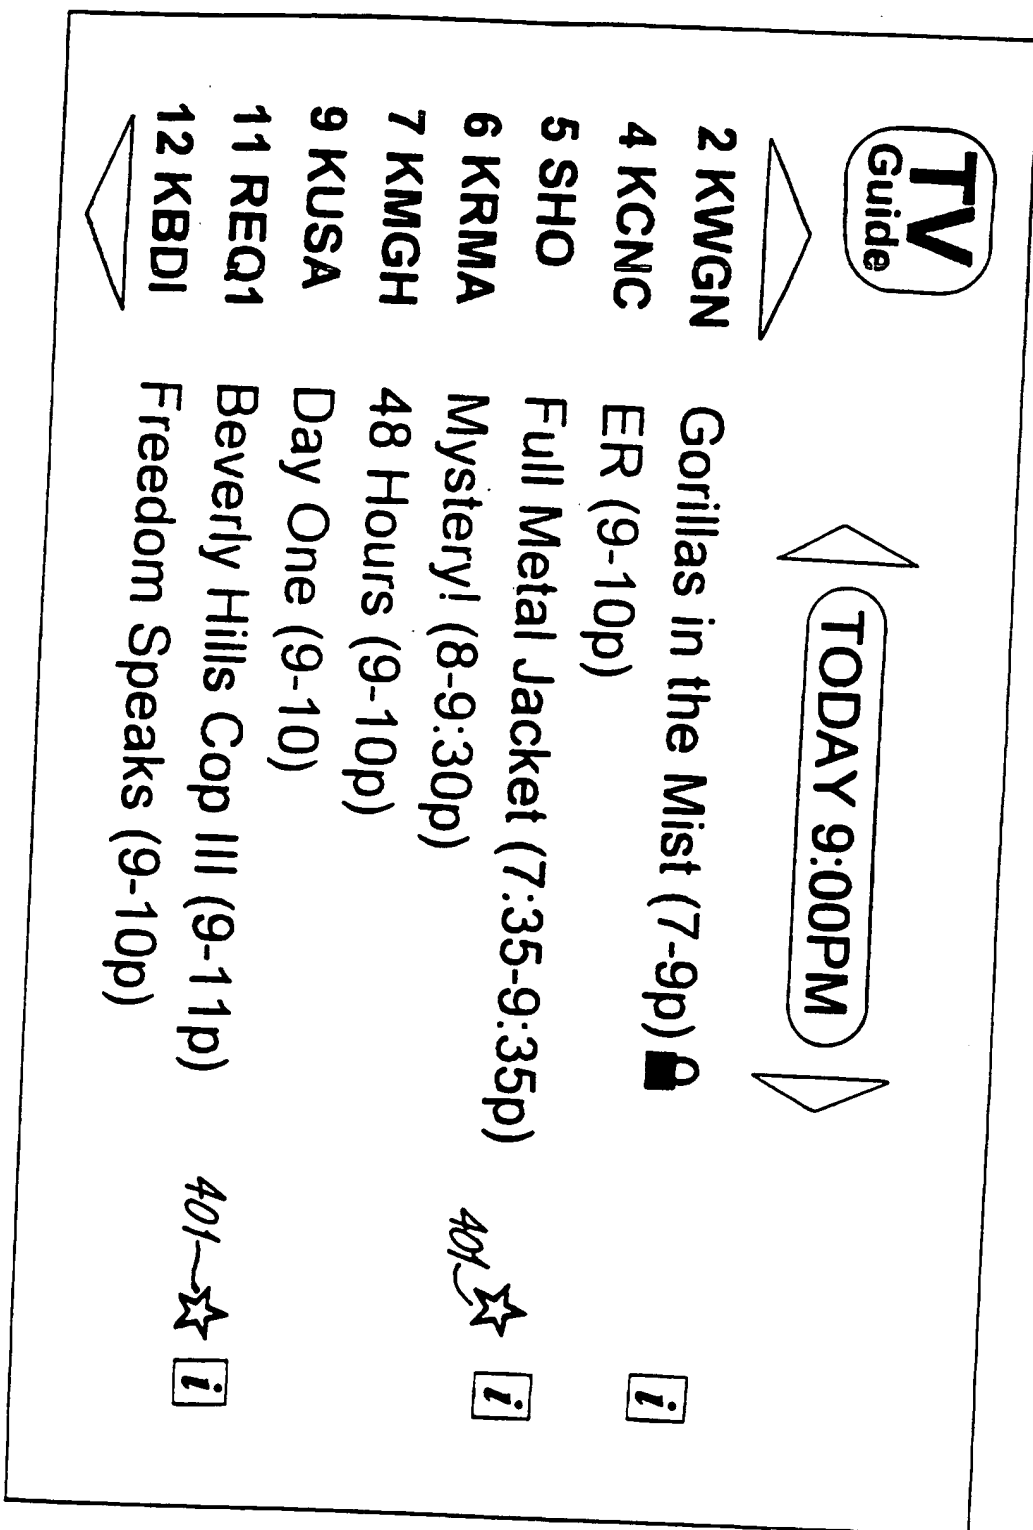 TV
Guide
TODAY 9:00PM
2 KWGN Gorillas in the Mist (7-9p) i
4 KCNC ER (9-10p)
5 SHO Full Metal Jacket (7:35-9:35p) i
401
6 KRMA Mystery! (8-9:30p)
7 KMGH 48 Hours (9-10p)
9 KUSA Day One (9-10)
11 REQ1 Beverly Hills Cop III (9-11p) 401 i
12 KBDI Freedom Speaks (9-10p)